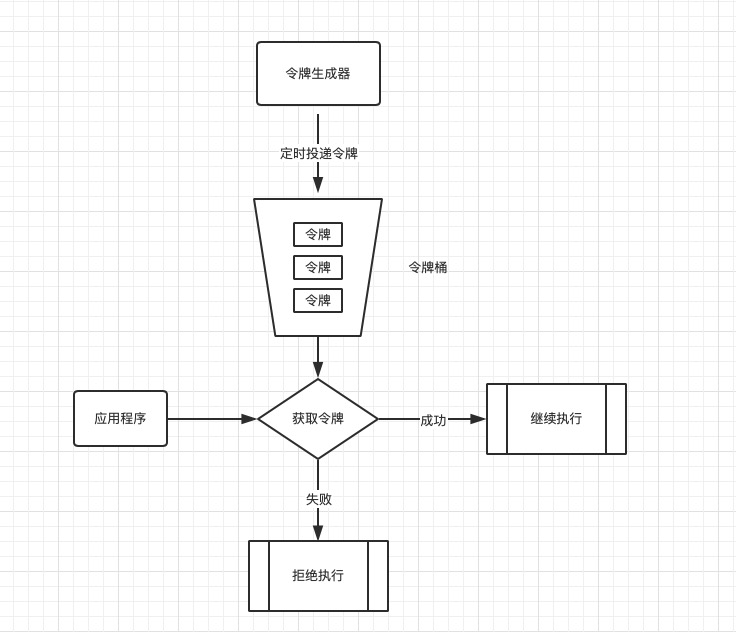 令牌生成器
定时投递令牌
令牌
令牌
令牌桶
令牌
应用程序
获取令牌
成功
继续执行
失败
拒绝执行